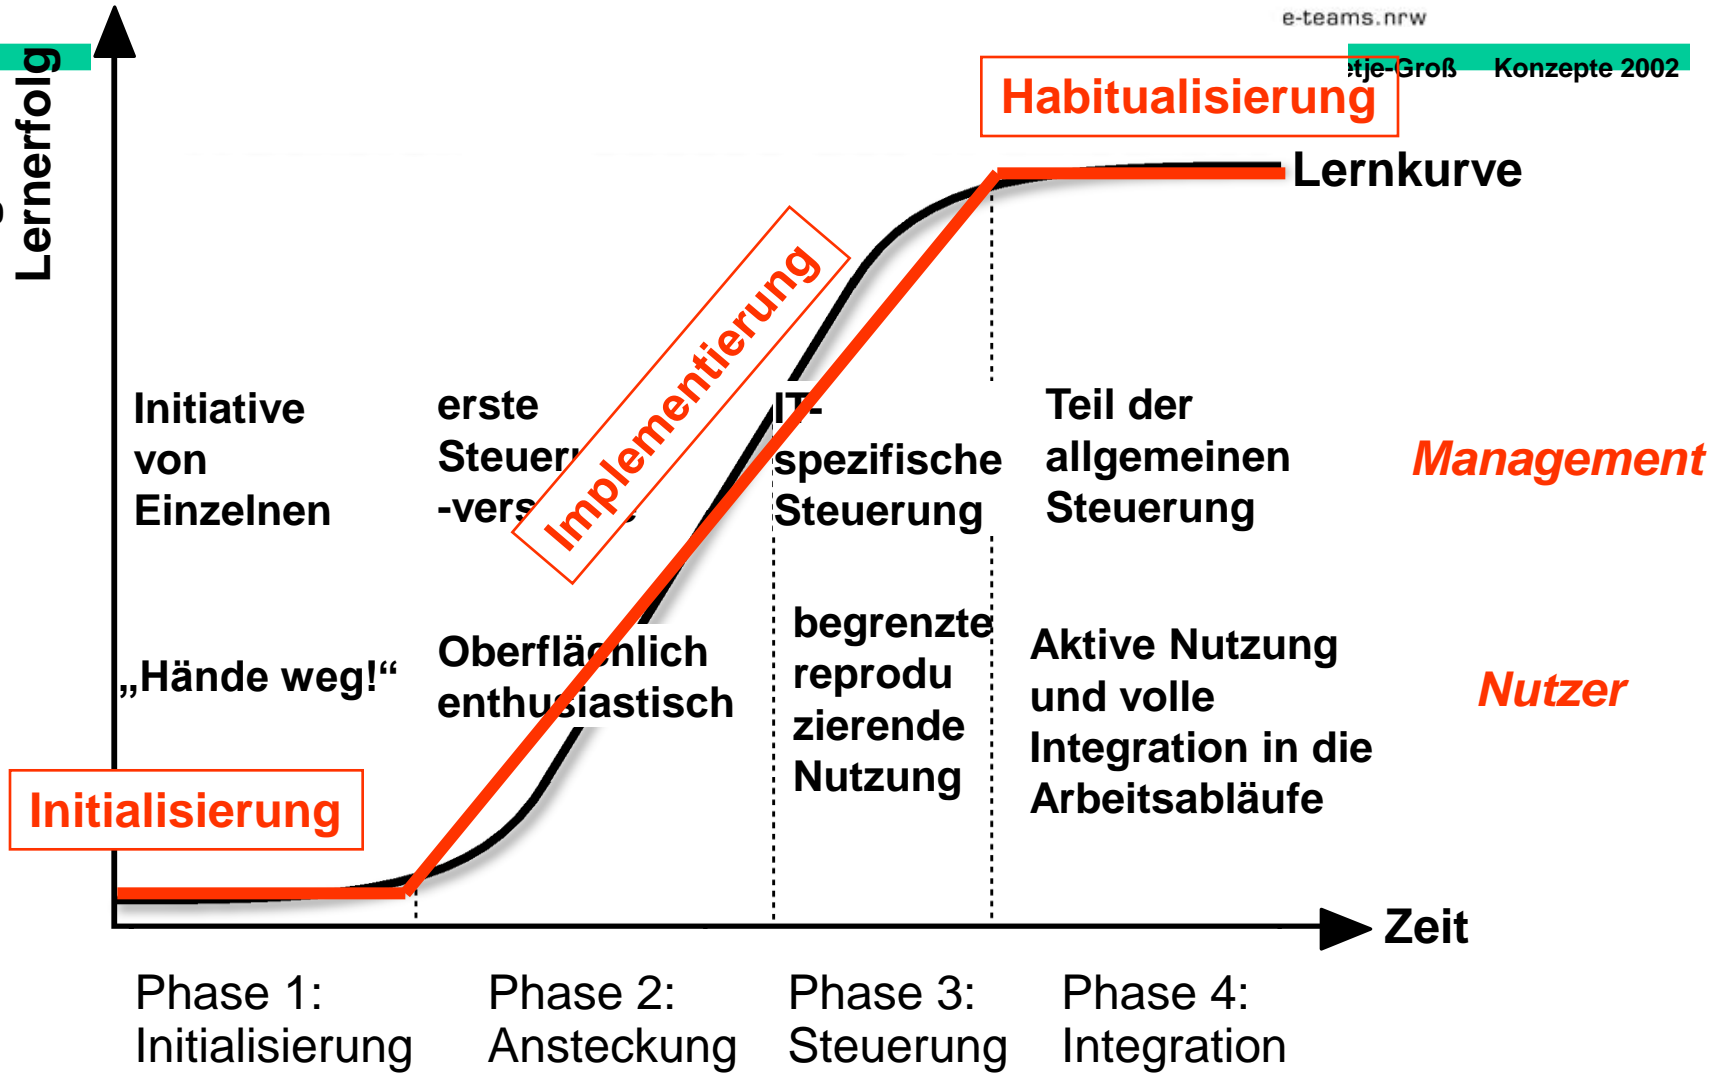 e-teams.nrw
Konzepte 2002
Lernerfolg
Habitualisierung
Lernkurve
Implementierung
Initiative
von
Einzelnen
erste
IT-
spezifische
Steuerung
Teil der
allgemeinen
Steuerung
Management
„Hände weg!“
Oberflächlich
enthusiastisch
begrenzte
reprodu
zierende
Nutzung
Aktive Nutzung
und volle
Integration in die
Arbeitsabläufe
Nutzer
Initialisierung
Zeit
Phase 1:
Initialisierung
Phase 2:
Ansteckung
Phase 3:
Steuerung
Phase 4:
Integration